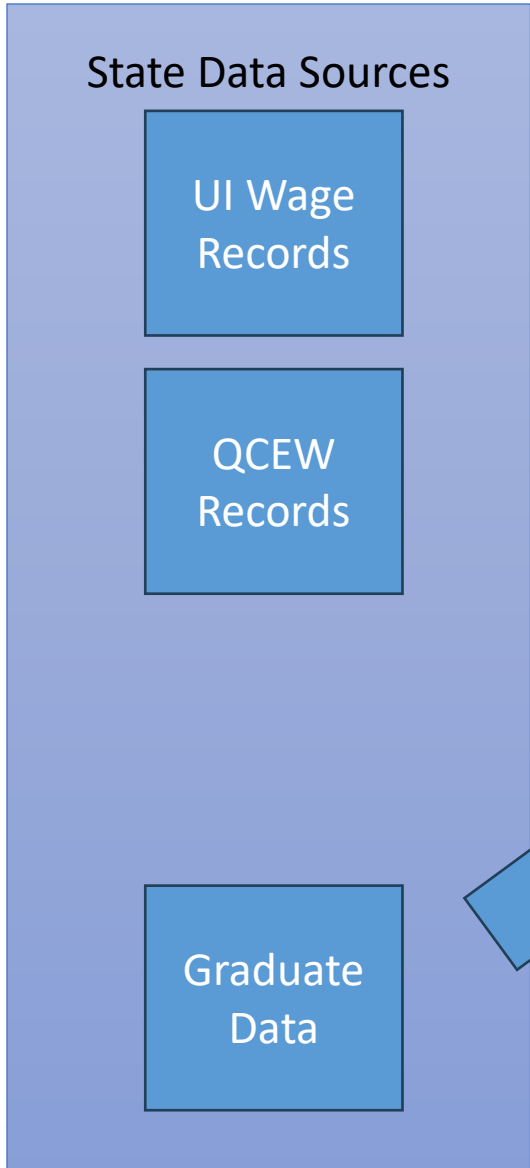 State Data Sources
UI Wage
Records
QCEW
Records
Graduate
Data